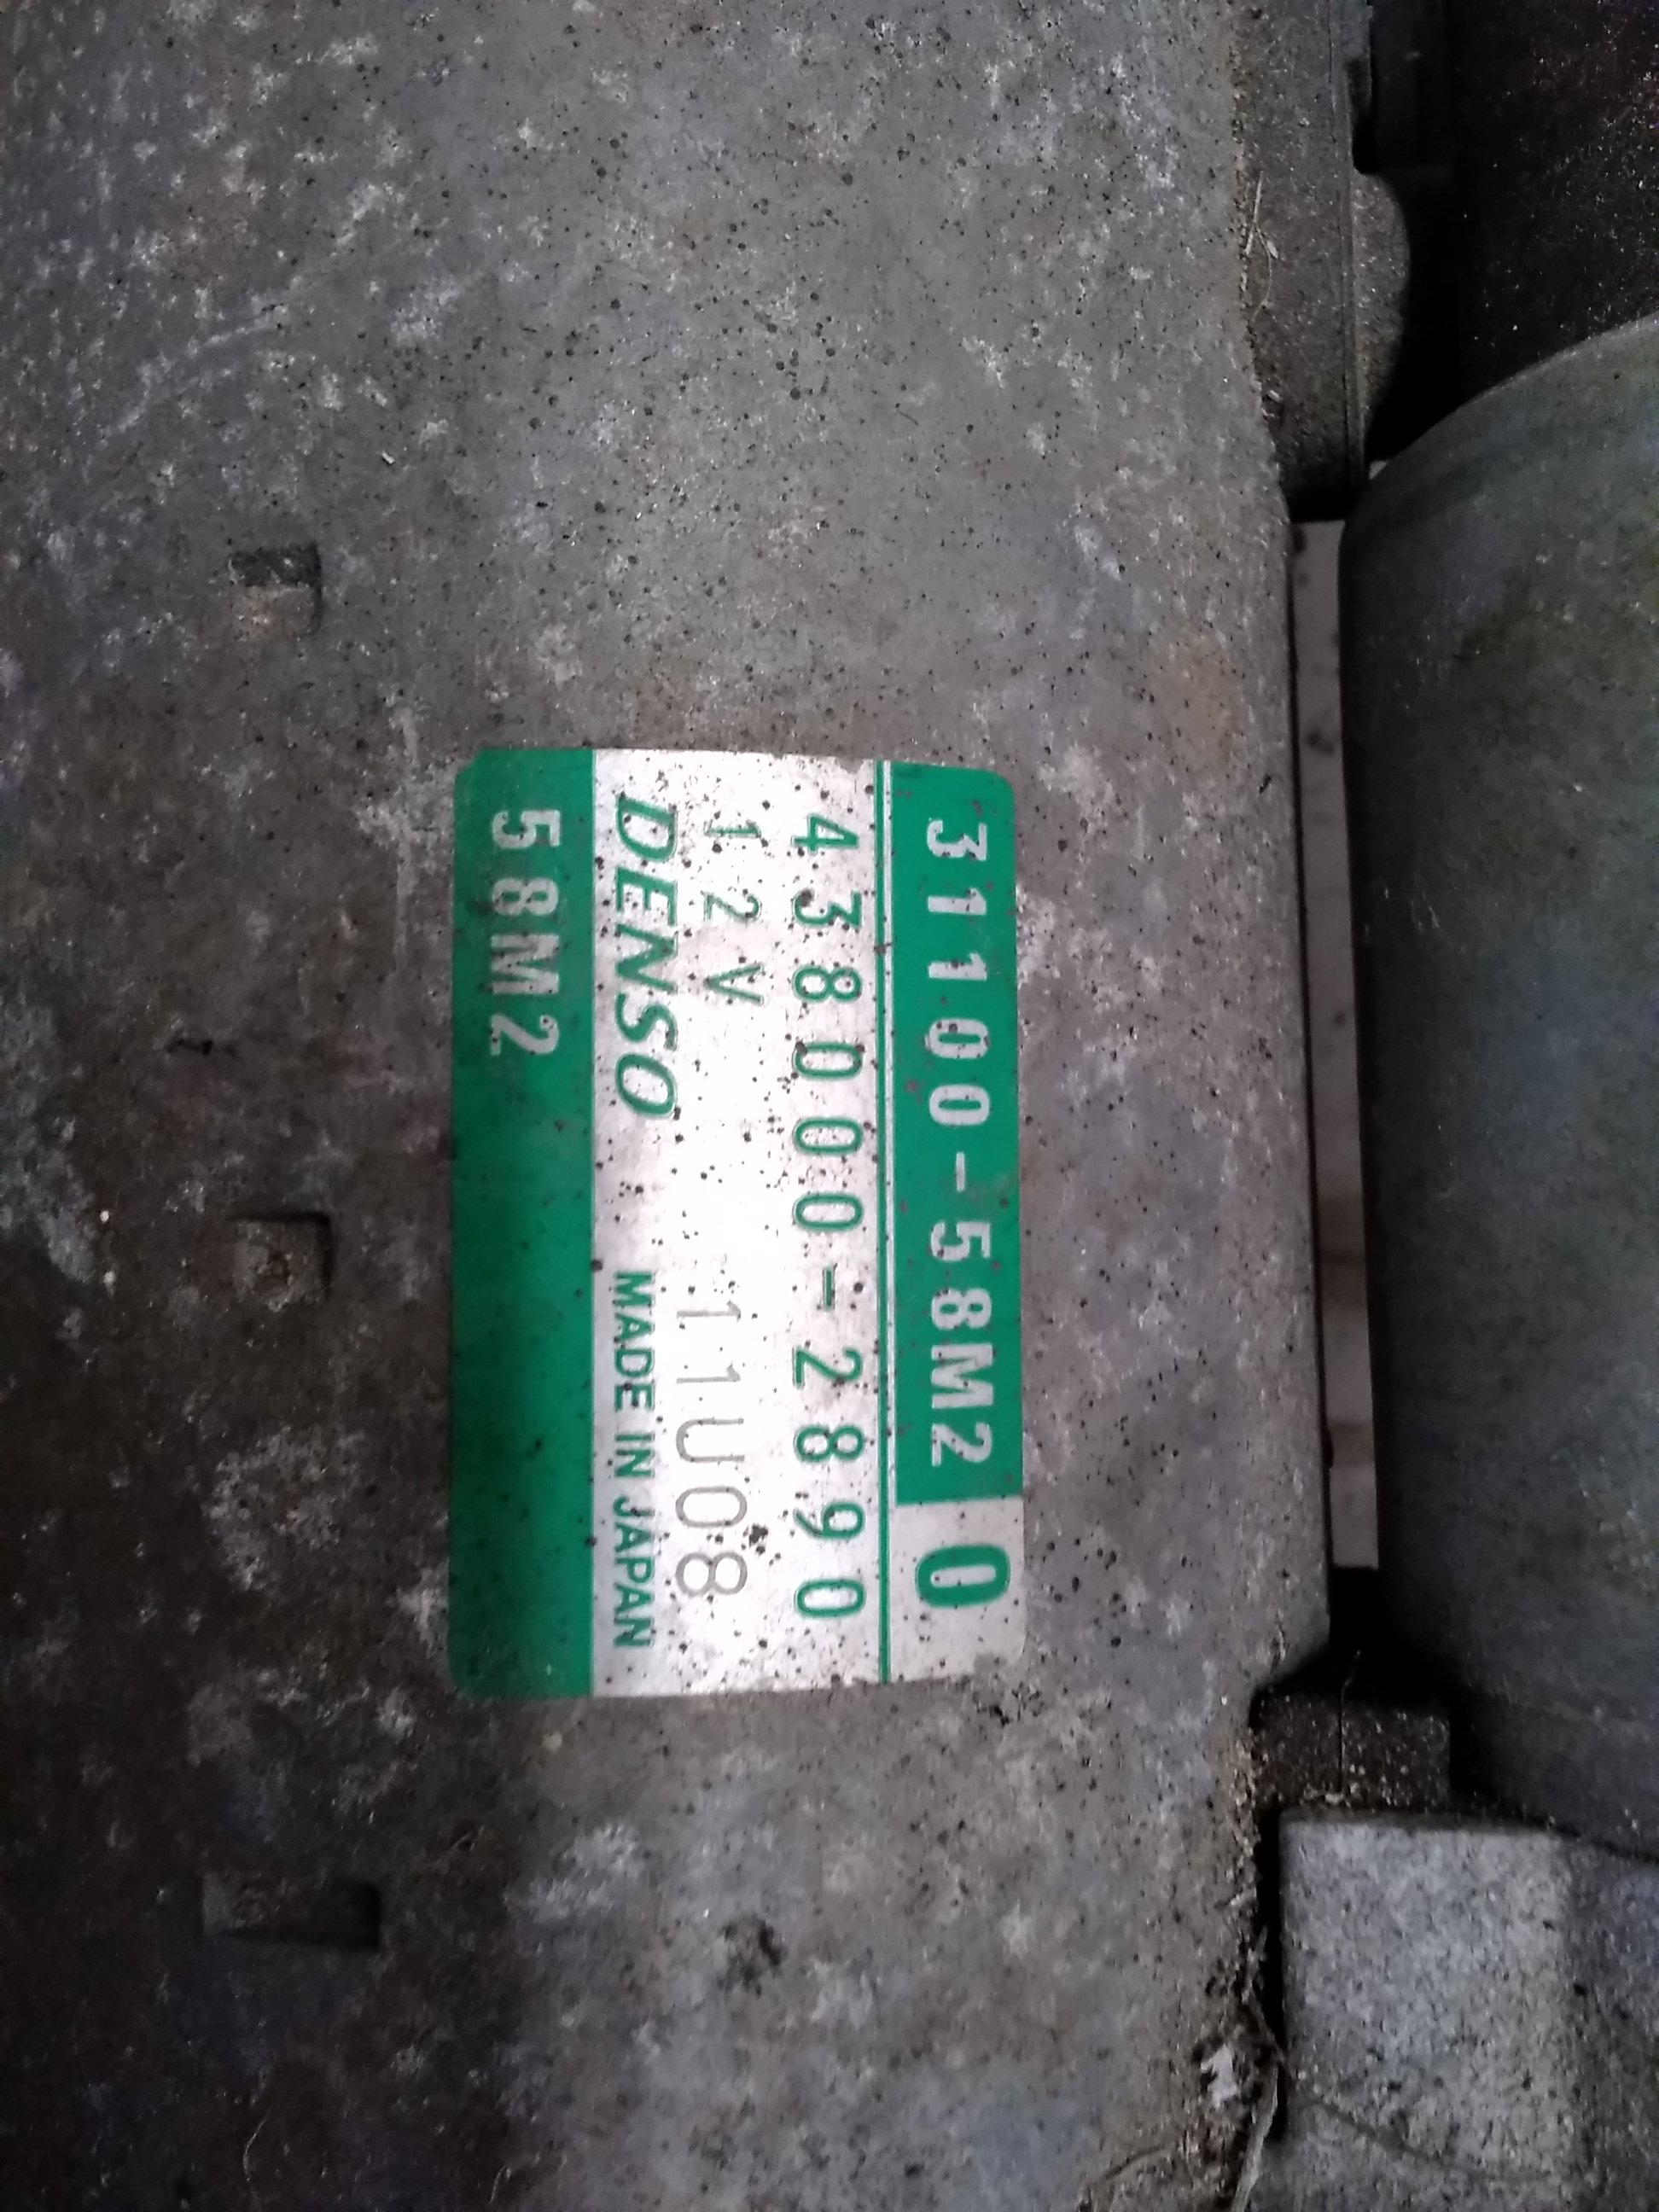 31100-58M2 0
438000-2890
12V 11U08
DENSO MADE IN JAPAN
58M2